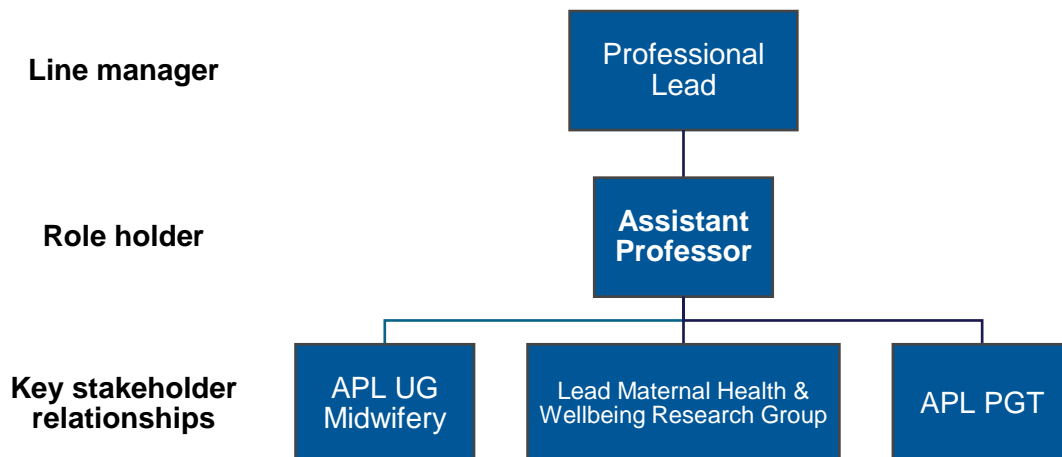 Line manager
Professional
Lead
Role holder
Assistant
Professor
Key stakeholder
relationships
APL UG
Midwifery
Lead Maternal Health &
Wellbeing Research Group
APL PGT